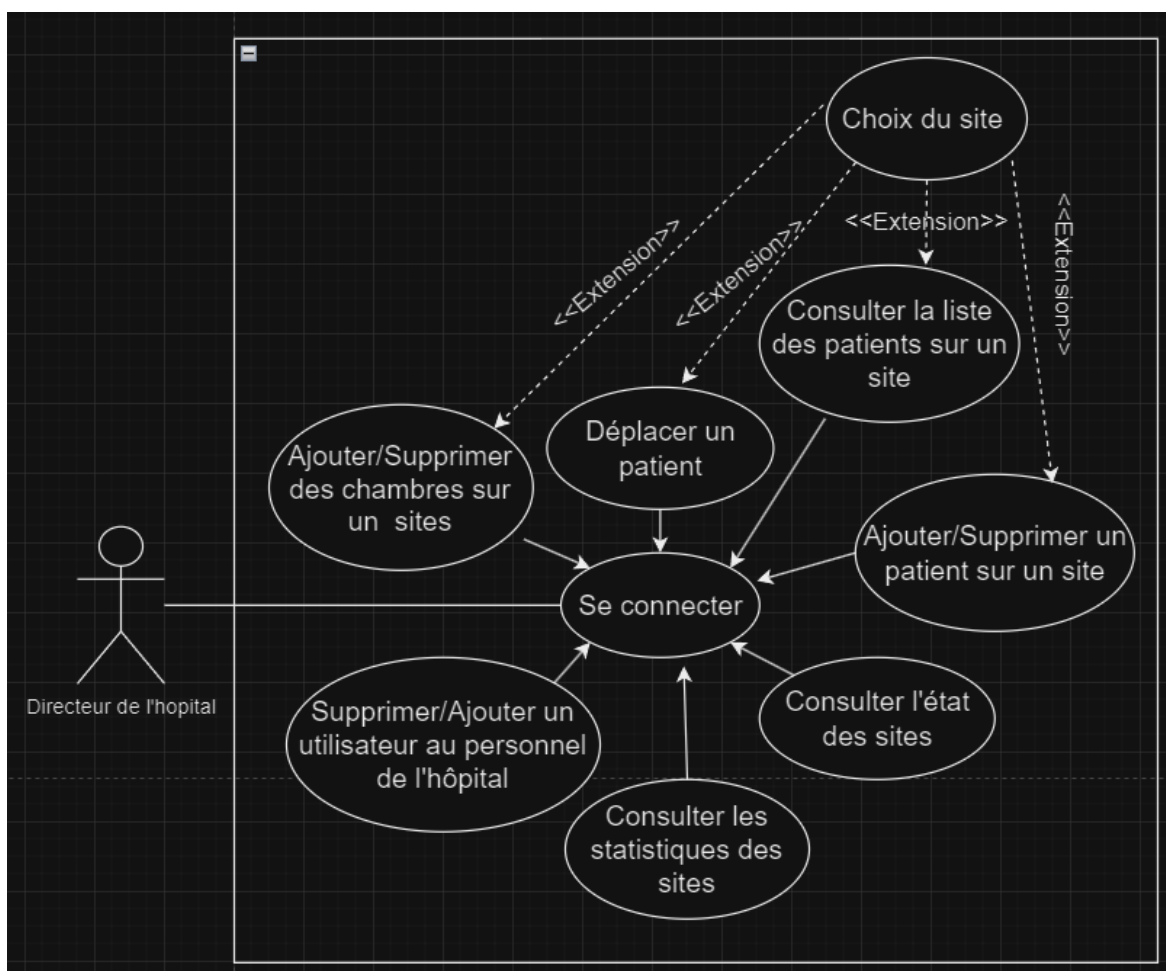 Choix du site
<<Extension>>
<<Extension>>
<<Extension>>
<<Extension>>
Consulter la liste
des patients sur un
site
Déplacer un
patient
Ajouter/Supprimer
des chambres sur
un sites
Ajouter/Supprimer un
patient sur un site
Se connecter
Directeur de l'hopital
Supprimer/Ajouter un
utilisateur au personnel
de l'hôpital
Consulter l'état
des sites
Consulter les
statistiques des
sites